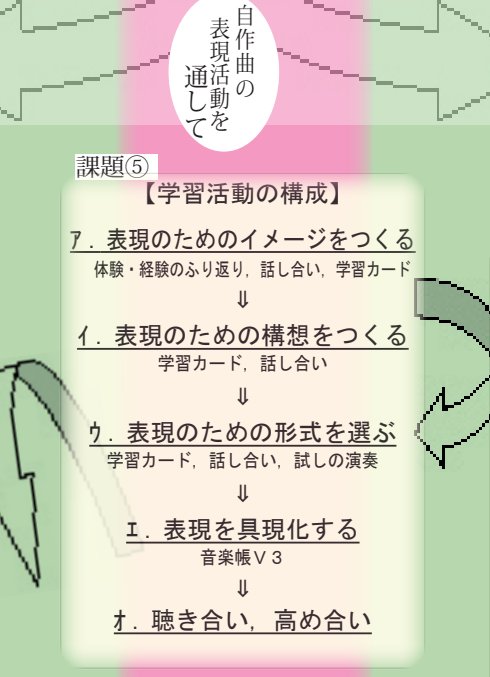 自作曲の
表現活動を
通して
課題⑤
【学習活動の構成】
ｱ．表現のためのイメージをつくる
体験・経験のふり返り，話し合い，学習カード
⇓
ｲ．表現のための構想をつくる
学習カード，話し合い
⇓
ｳ．表現のための形式を選ぶ
学習カード，話し合い，試しの演奏
⇓
ｴ．表現を具現化する
音楽帳Ｖ３
⇓
ｵ．聴き合い，高め合い